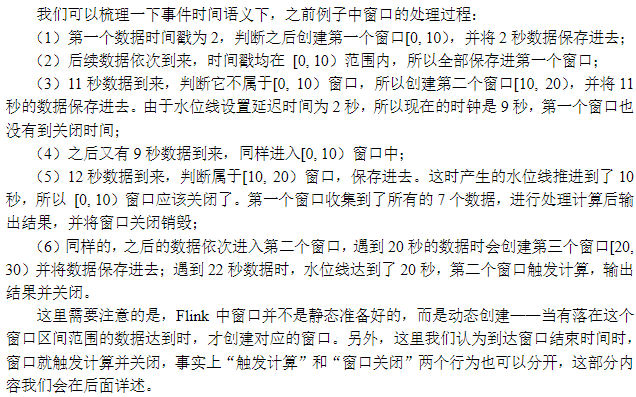 我们可以梳理一下事件时间语义下，之前例子中窗口的处理过程：
（1）第一个数据时间戳为 2，判断之后创建第一个窗口[0, 10），并将 2 秒数据保存进去；
（2）后续数据依次到来，时间戳均在 [0, 10）范围内，所以全部保存进第一个窗口；
（3）11 秒数据到来，判断它不属于[0, 10）窗口，所以创建第二个窗口[10, 20），并将 11
秒的数据保存进去。由于水位线设置延迟时间为 2 秒，所以现在的时钟是 9 秒，第一个窗口也
没有到关闭时间；
（4）之后又有 9 秒数据到来，同样进入[0, 10）窗口中；
（5）12 秒数据到来，判断属于[10, 20）窗口，保存进去。这时产生的水位线推进到了 10
秒，所以 [0, 10）窗口应该关闭了。第一个窗口收集到了所有的 7 个数据，进行处理计算后输
出结果，并将窗口关闭销毁；
（6）同样的，之后的数据依次进入第二个窗口，遇到 20 秒的数据时会创建第三个窗口[20,
30）并将数据保存进去；遇到 22 秒数据时，水位线达到了 20 秒，第二个窗口触发计算，输出
结果并关闭。
这里需要注意的是，Flink 中窗口并不是静态准备好的，而是动态创建——当有落在这个
窗口区间范围的数据达到时，才创建对应的窗口。另外，这里我们认为到达窗口结束时间时，
窗口就触发计算并关闭，事实上“触发计算”和“窗口关闭”两个行为也可以分开，这部分内
容我们会在后面详述。